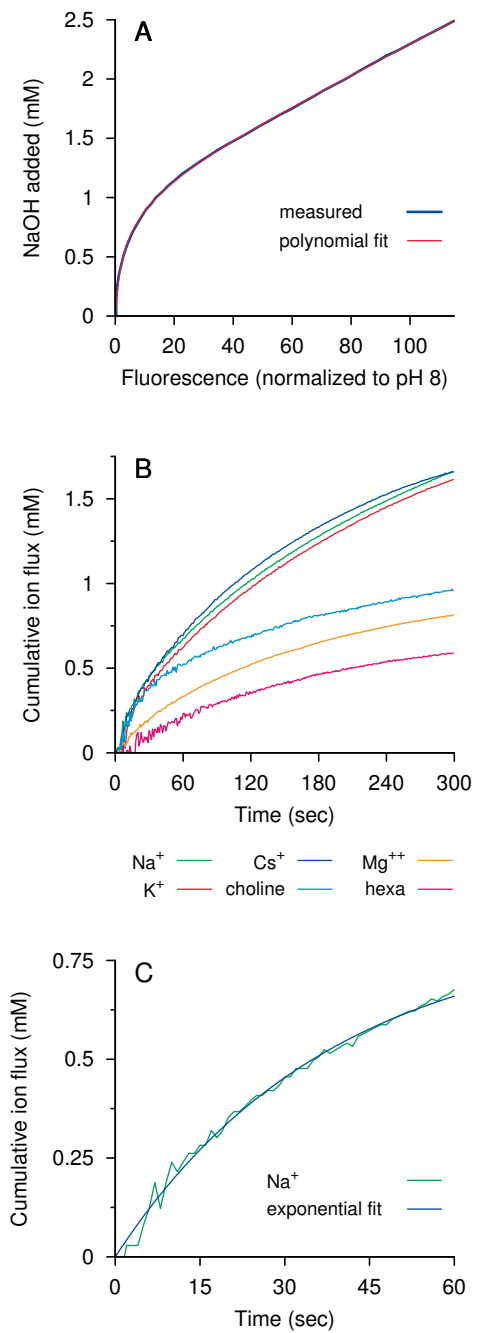 A
2.5
2
1.5
1
0.5
0
NaOH added (mM)
measured
polynomial fit
0 20 40 60 80 100
Fluorescence (normalized to pH 8)
B
1.5
1
0.5
0
Cumulative ion flux (mM)
0 60 120 180 240 300
Time (sec)
Na⁺ Cs⁺ Mg⁺⁺
K⁺ choline hexa
C
0.75
0.5
0.25
0
Cumulative ion flux (mM)
Na⁺
exponential fit
0 15 30 45 60
Time (sec)